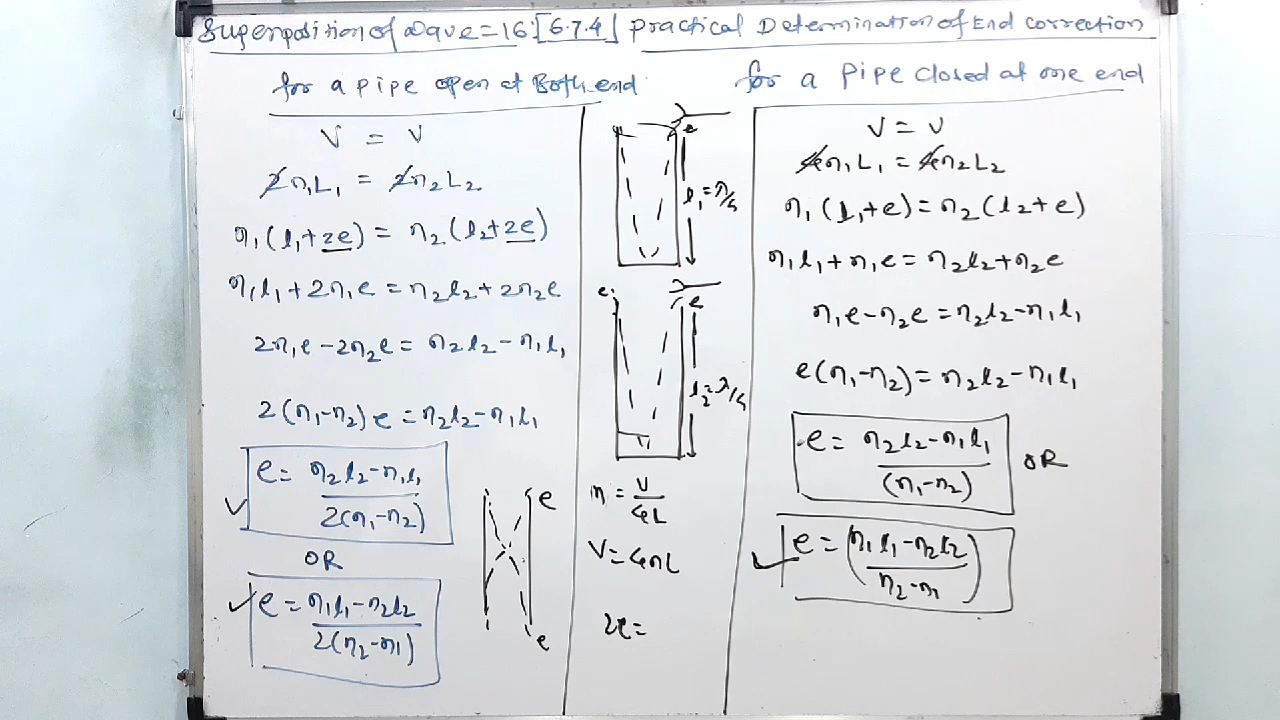 Superposition of wave = 16 [6.7.4] Practical Determination of End correction
for a pipe open at Both end
V = V
2n₁L₁ = 2n₂L₂
n₁(l₁+2e) = n₂(l₂+2e)
n₁l₁+2n₁e = n₂l₂+2n₂e
2n₁e-2n₂e = n₂l₂-n₁l₁
2(n₁-n₂)e = n₂l₂-n₁l₁
e = n₂l₂-n₁l₁
2(n₁-n₂)
OR
e = n₁l₁-n₂l₂
2(n₂-n₁)
e
e
e
l₁ = λ/4
e
e
l₂ = λ/4
n = V
4L
V = 4nL
2e =
for a Pipe closed at one end
V = V
4n₁L₁ = 4n₂L₂
n₁(l₁+e) = n₂(l₂+e)
n₁l₁+n₁e = n₂l₂+n₂e
n₁e-n₂e = n₂l₂-n₁l₁
e(n₁-n₂) = n₂l₂-n₁l₁
e = n₂l₂-n₁l₁
(n₁-n₂)
OR
e = (n₁l₁-n₂l₂
n₂-n₁)